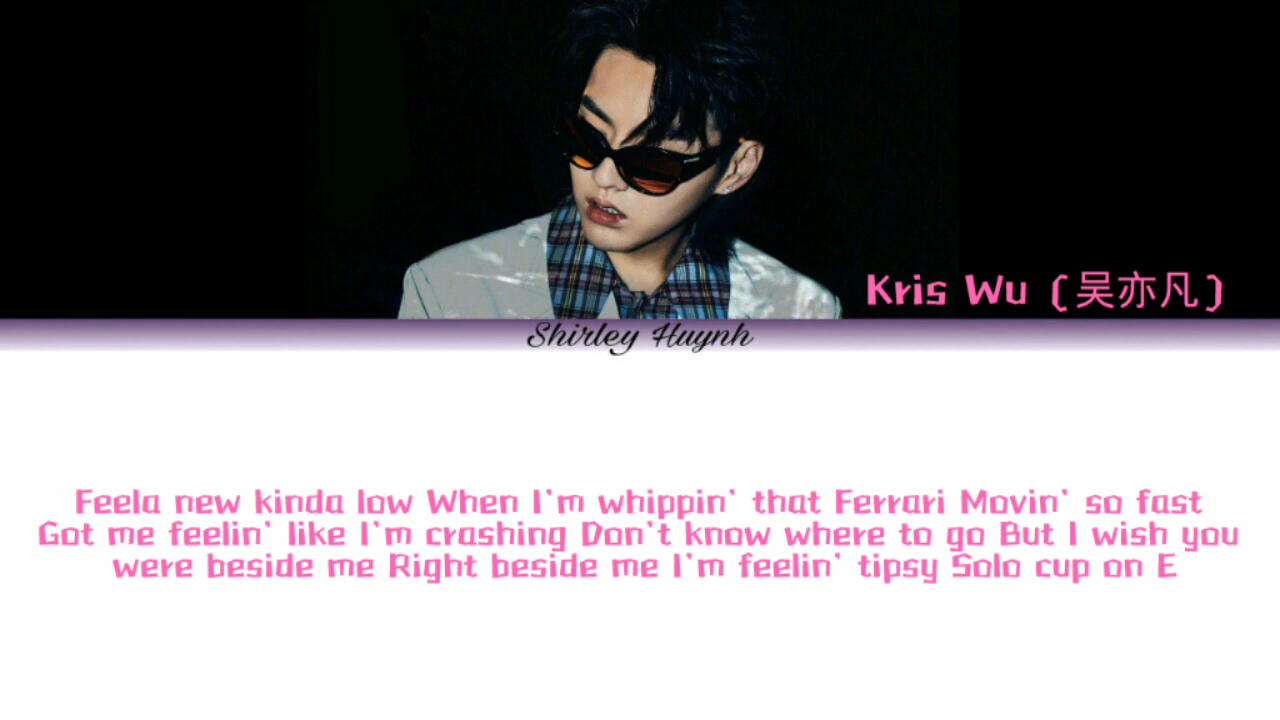 Kris Wu (吴亦凡)
Shirley Huynh
Feela new kinda low When I'm whippin' that Ferrari Movin' so fast
Got me feelin' like I'm crashing Don't know where to go But I wish you
were beside me Right beside me I'm feelin' tipsy Solo cup on E